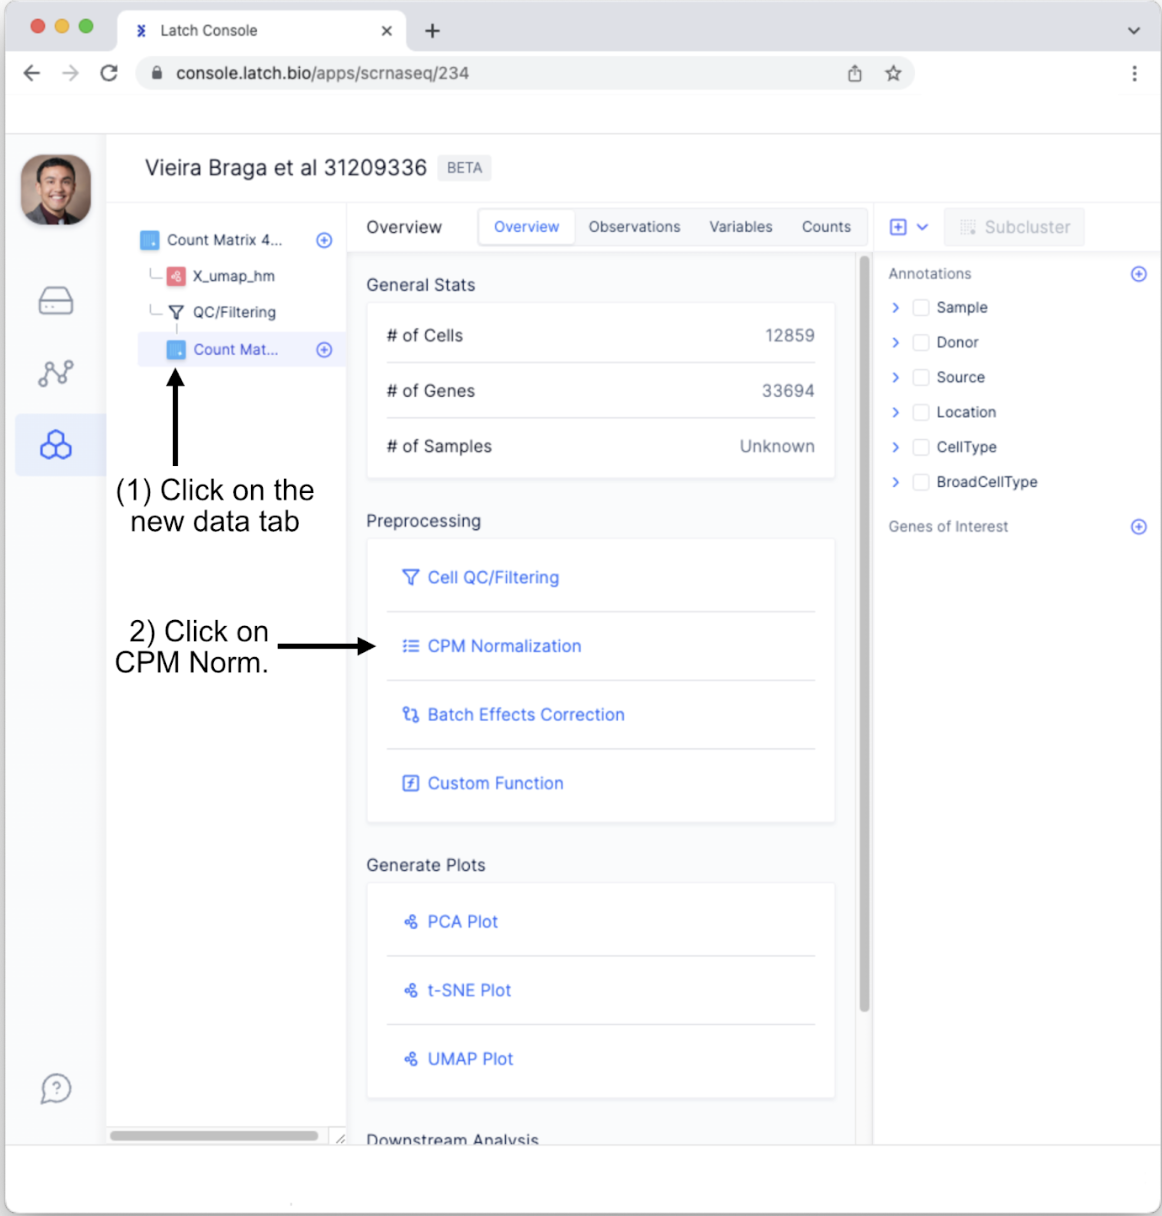 Latch Console
console.latch.bio/apps/scrnaseq/234
Vieira Braga et al 31209336 BETA
Count Matrix 4...
X_umap_hm
QC/Filtering
Count Mat...
(1) Click on the
new data tab
2) Click on
CPM Norm.
Overview
Overview Observations Variables Counts
General Stats
# of Cells 12859
# of Genes 33694
# of Samples Unknown
Preprocessing
Cell QC/Filtering
CPM Normalization
Batch Effects Correction
Custom Function
Generate Plots
PCA Plot
t-SNE Plot
UMAP Plot
Downstream Analysis
Subcluster
Annotations
Sample
Donor
Source
Location
CellType
BroadCellType
Genes of Interest